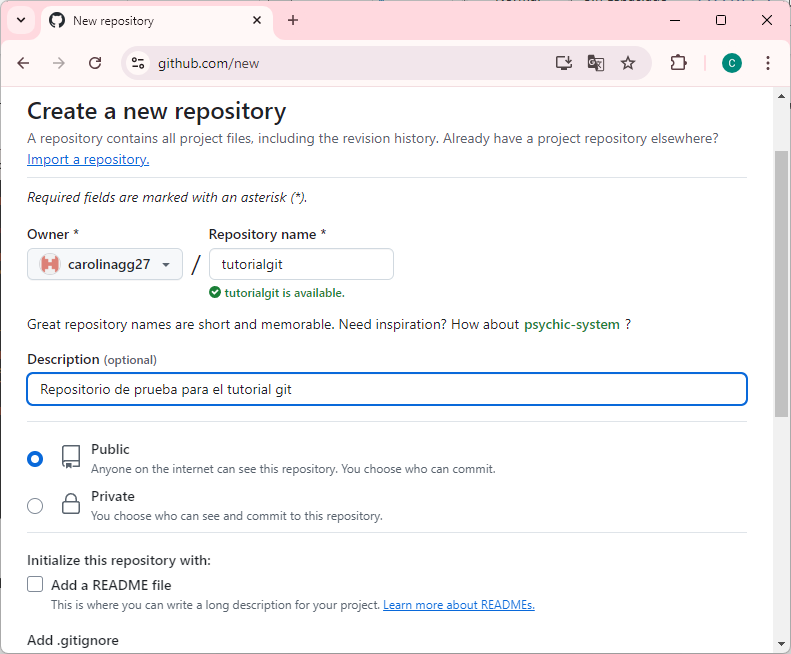 New repository
github.com/new
C
Create a new repository
A repository contains all project files, including the revision history. Already have a project repository elsewhere?
Import a repository.
Required fields are marked with an asterisk (*).
Owner * Repository name *
carolinagg27 / tutorialgit
tutorialgit is available.
Great repository names are short and memorable. Need inspiration? How about psychic-system ?
Description (optional)
Repositorio de prueba para el tutorial git
Public
Anyone on the internet can see this repository. You choose who can commit.
Private
You choose who can see and commit to this repository.
Initialize this repository with:
Add a README file
This is where you can write a long description for your project. Learn more about READMEs.
Add .gitignore